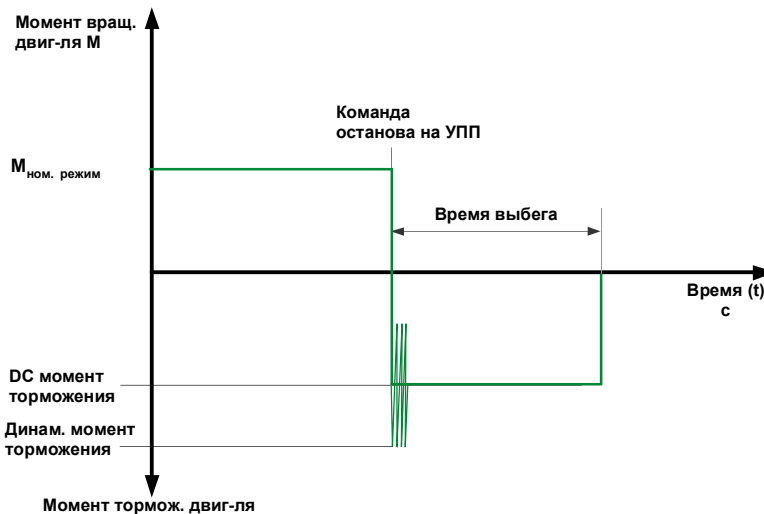 Момент вращ.
двиг-ля М
Команда
останова на УПП
Мном. режим
Время выбега
Время (t)
с
DC момент
торможения
Динам. момент
торможения
Момент тормож. двиг-ля